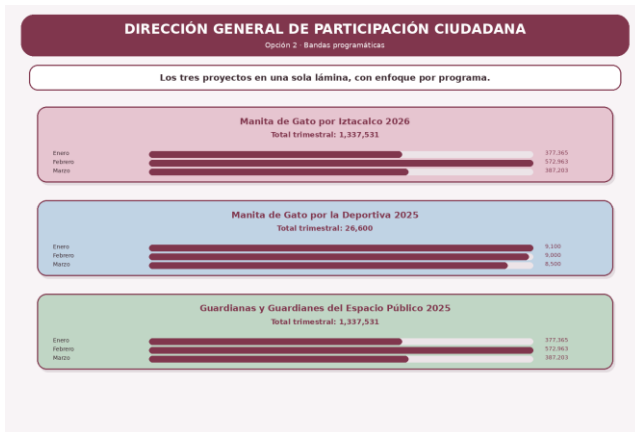 DIRECCIÓN GENERAL DE PARTICIPACIÓN CIUDADANA
Opción 2 · Bandas programáticas
Los tres proyectos en una sola lámina, con enfoque por programa.
Manita de Gato por Iztacalco 2026
Total trimestral: 1,337,531
Enero 377,365
Febrero 572,963
Marzo 387,203
Manita de Gato por la Deportiva 2025
Total trimestral: 26,600
Enero 9,100
Febrero 9,000
Marzo 8,500
Guardianas y Guardianes del Espacio Público 2025
Total trimestral: 1,337,531
Enero 377,365
Febrero 572,963
Marzo 387,203